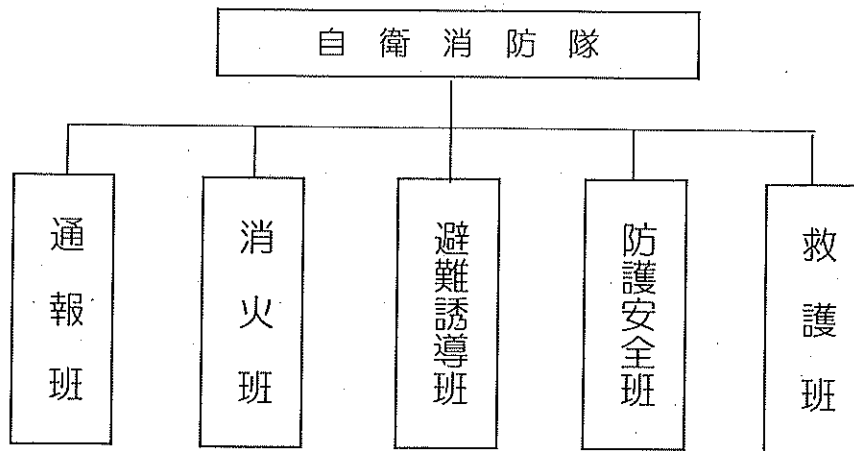 自衛消防隊
通報班
消火班
避難誘導班
防護安全班
救護班